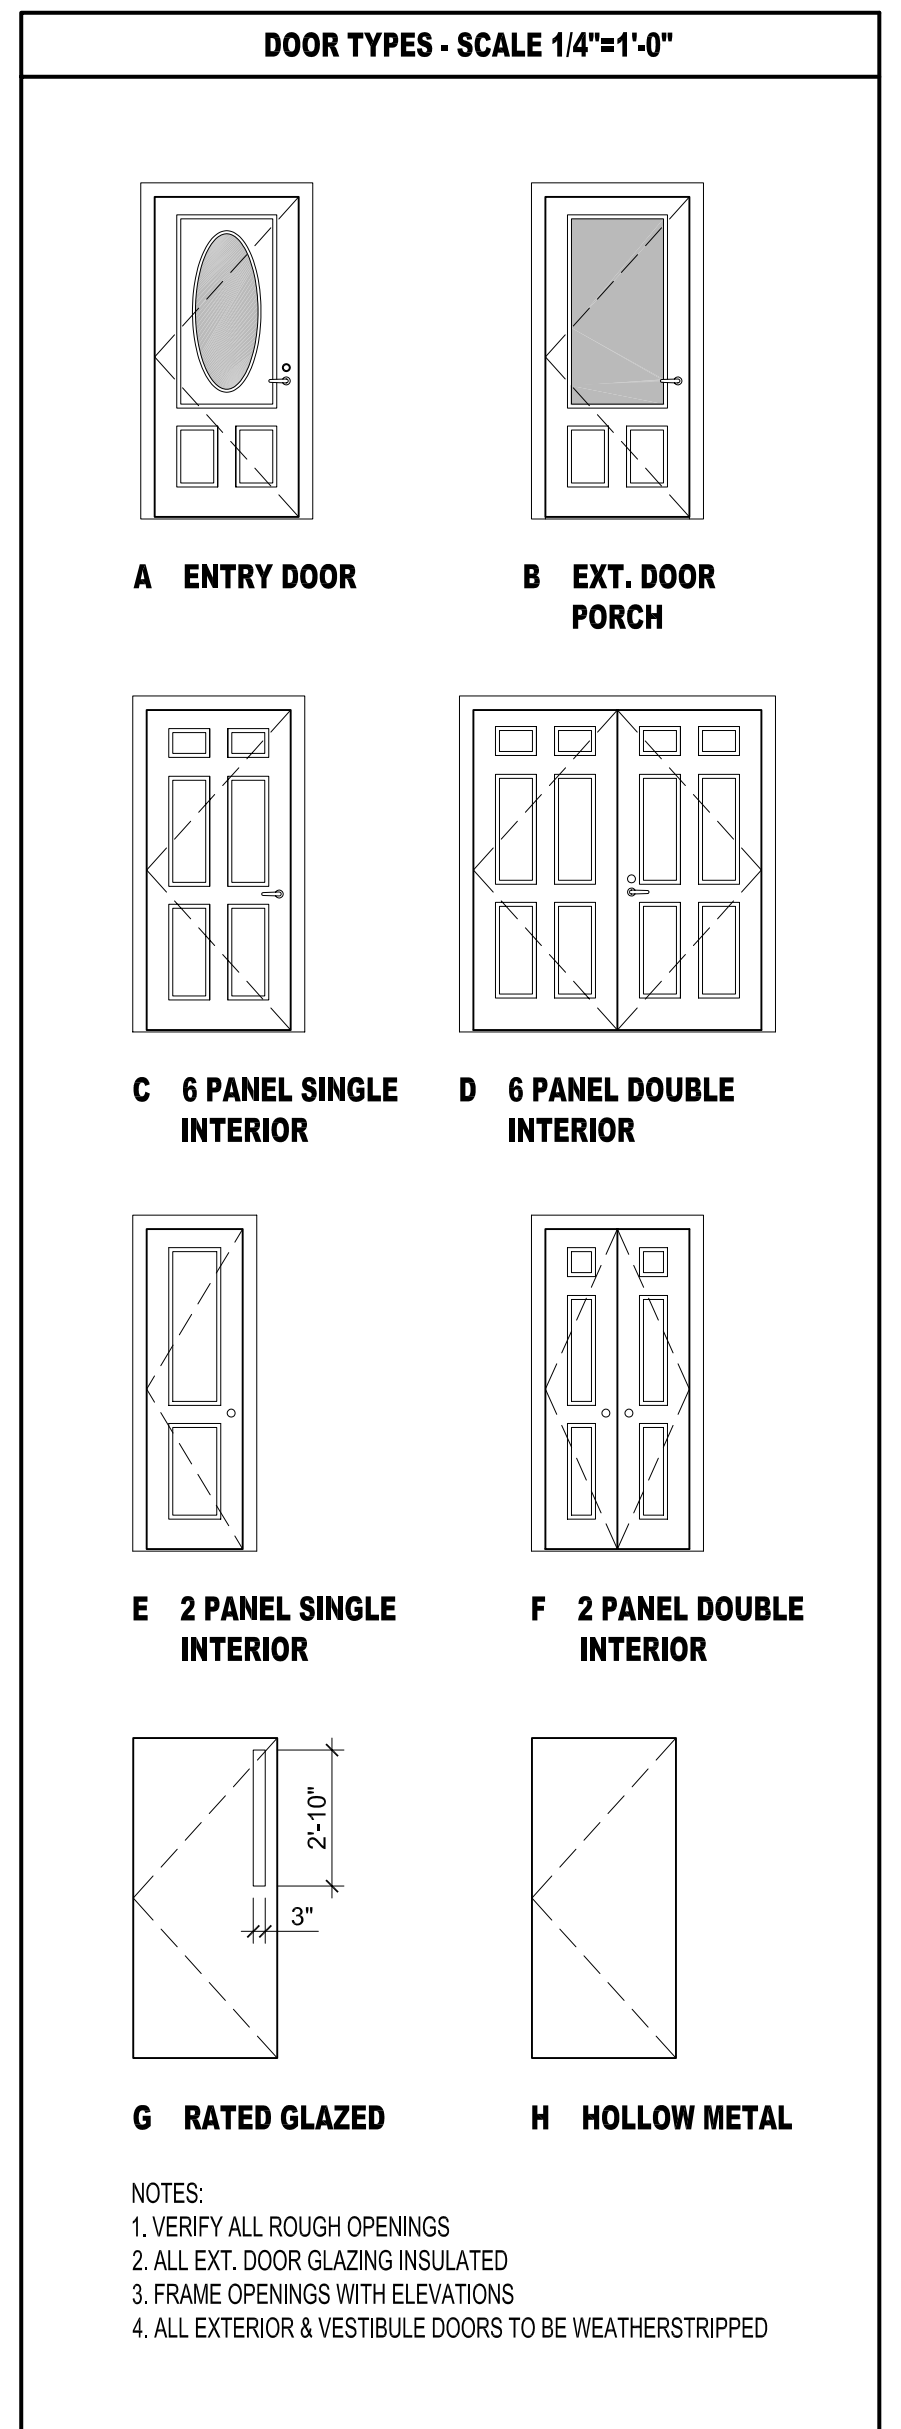 DOOR TYPES - SCALE 1/4"=1'-0"
A ENTRY DOOR
B EXT. DOOR
PORCH
C 6 PANEL SINGLE
INTERIOR
D 6 PANEL DOUBLE
INTERIOR
E 2 PANEL SINGLE
INTERIOR
F 2 PANEL DOUBLE
INTERIOR
2'-10"
3"
G RATED GLAZED
H HOLLOW METAL
NOTES:
1. VERIFY ALL ROUGH OPENINGS
2. ALL EXT. DOOR GLAZING INSULATED
3. FRAME OPENINGS WITH ELEVATIONS
4. ALL EXTERIOR & VESTIBULE DOORS TO BE WEATHERSTRIPPED